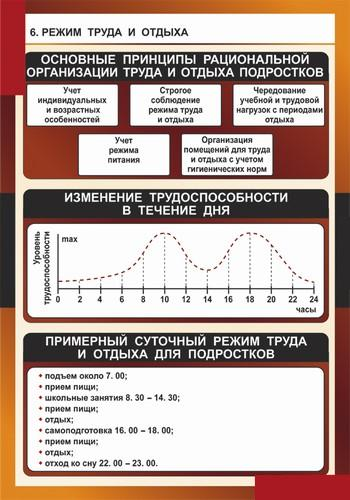 6. РЕЖИМ ТРУДА И ОТДЫХА
ОСНОВНЫЕ ПРИНЦИПЫ РАЦИОНАЛЬНОЙ
ОРГАНИЗАЦИИ ТРУДА И ОТДЫХА ПОДРОСТКОВ
Учет
индивидуальных
и возрастных
особенностей
Строгое
соблюдение
режима труда
и отдыха
Чередование
учебной и трудовой
нагрузок с периодами
отдыха
Учет
режима
питания
Организация
помещений для труда
и отдыха с учетом
гигиенических норм
ИЗМЕНЕНИЕ ТРУДОСПОСОБНОСТИ
В ТЕЧЕНИЕ ДНЯ
Уровень
трудоспособности
max
0 2 4 6 8 10 12 14 16 18 20 22 24
часы
ПРИМЕРНЫЙ СУТОЧНЫЙ РЕЖИМ ТРУДА
И ОТДЫХА ДЛЯ ПОДРОСТКОВ
• подъем около 7. 00;
• прием пищи;
• школьные занятия 8. 30 – 14. 30;
• прием пищи;
• отдых;
• самоподготовка 16. 00 – 18. 00;
• прием пищи;
• отдых;
• отход ко сну 22. 00 – 23. 00.